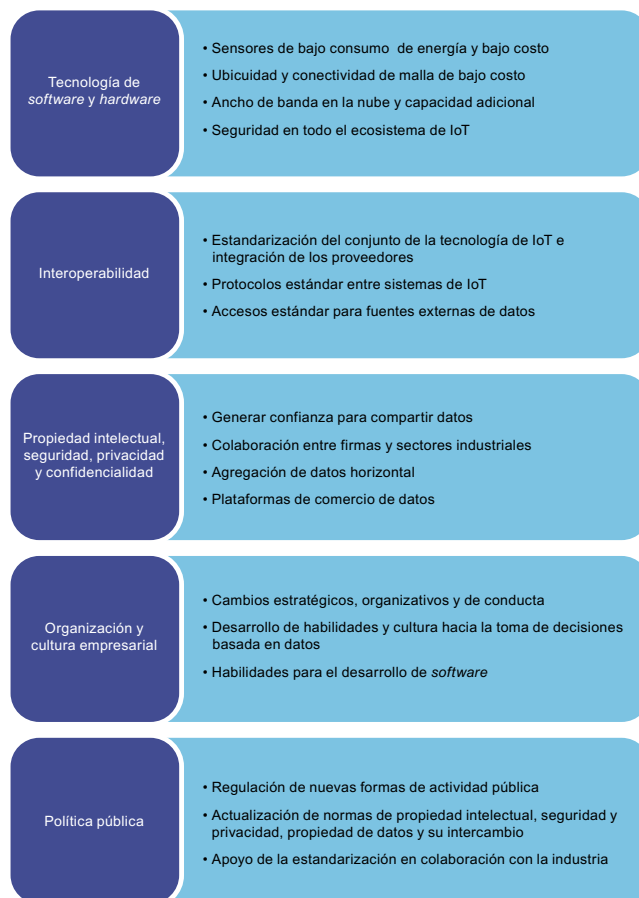 Tecnología de
software y hardware
• Sensores de bajo consumo de energía y bajo costo
• Ubicuidad y conectividad de malla de bajo costo
• Ancho de banda en la nube y capacidad adicional
• Seguridad en todo el ecosistema de IoT
Interoperabilidad
• Estandarización del conjunto de la tecnología de IoT e
integración de los proveedores
• Protocolos estándar entre sistemas de IoT
• Accesos estándar para fuentes externas de datos
Propiedad intelectual,
seguridad, privacidad
y confidencialidad
• Generar confianza para compartir datos
• Colaboración entre firmas y sectores industriales
• Agregación de datos horizontal
• Plataformas de comercio de datos
Organización y
cultura empresarial
• Cambios estratégicos, organizativos y de conducta
• Desarrollo de habilidades y cultura hacia la toma de decisiones
basada en datos
• Habilidades para el desarrollo de software
Política pública
• Regulación de nuevas formas de actividad pública
• Actualización de normas de propiedad intelectual, seguridad y
privacidad, propiedad de datos y su intercambio
• Apoyo de la estandarización en colaboración con la industria